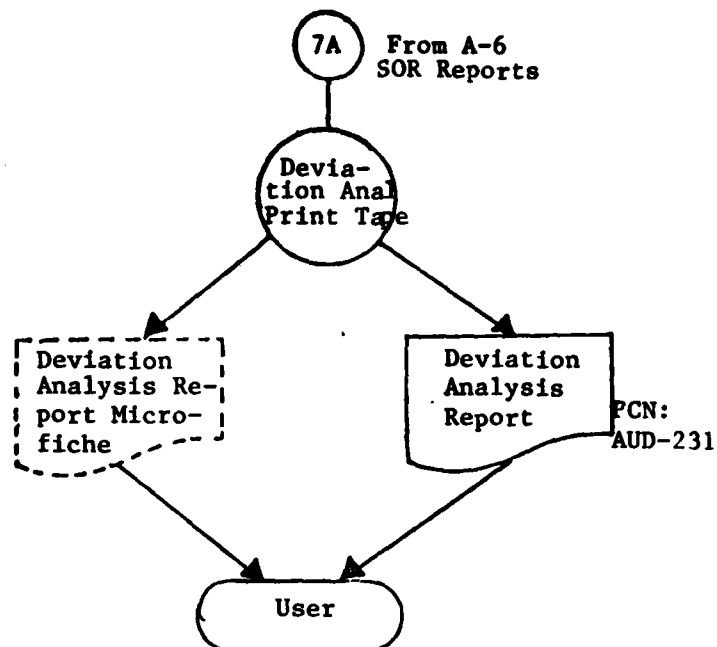 7A
From A-6
SOR Reports
Devia-
tion Anal
Print Tape
Deviation
Analysis Re-
port Micro-
fiche
Deviation
Analysis
Report
PCN:
AUD-231
User